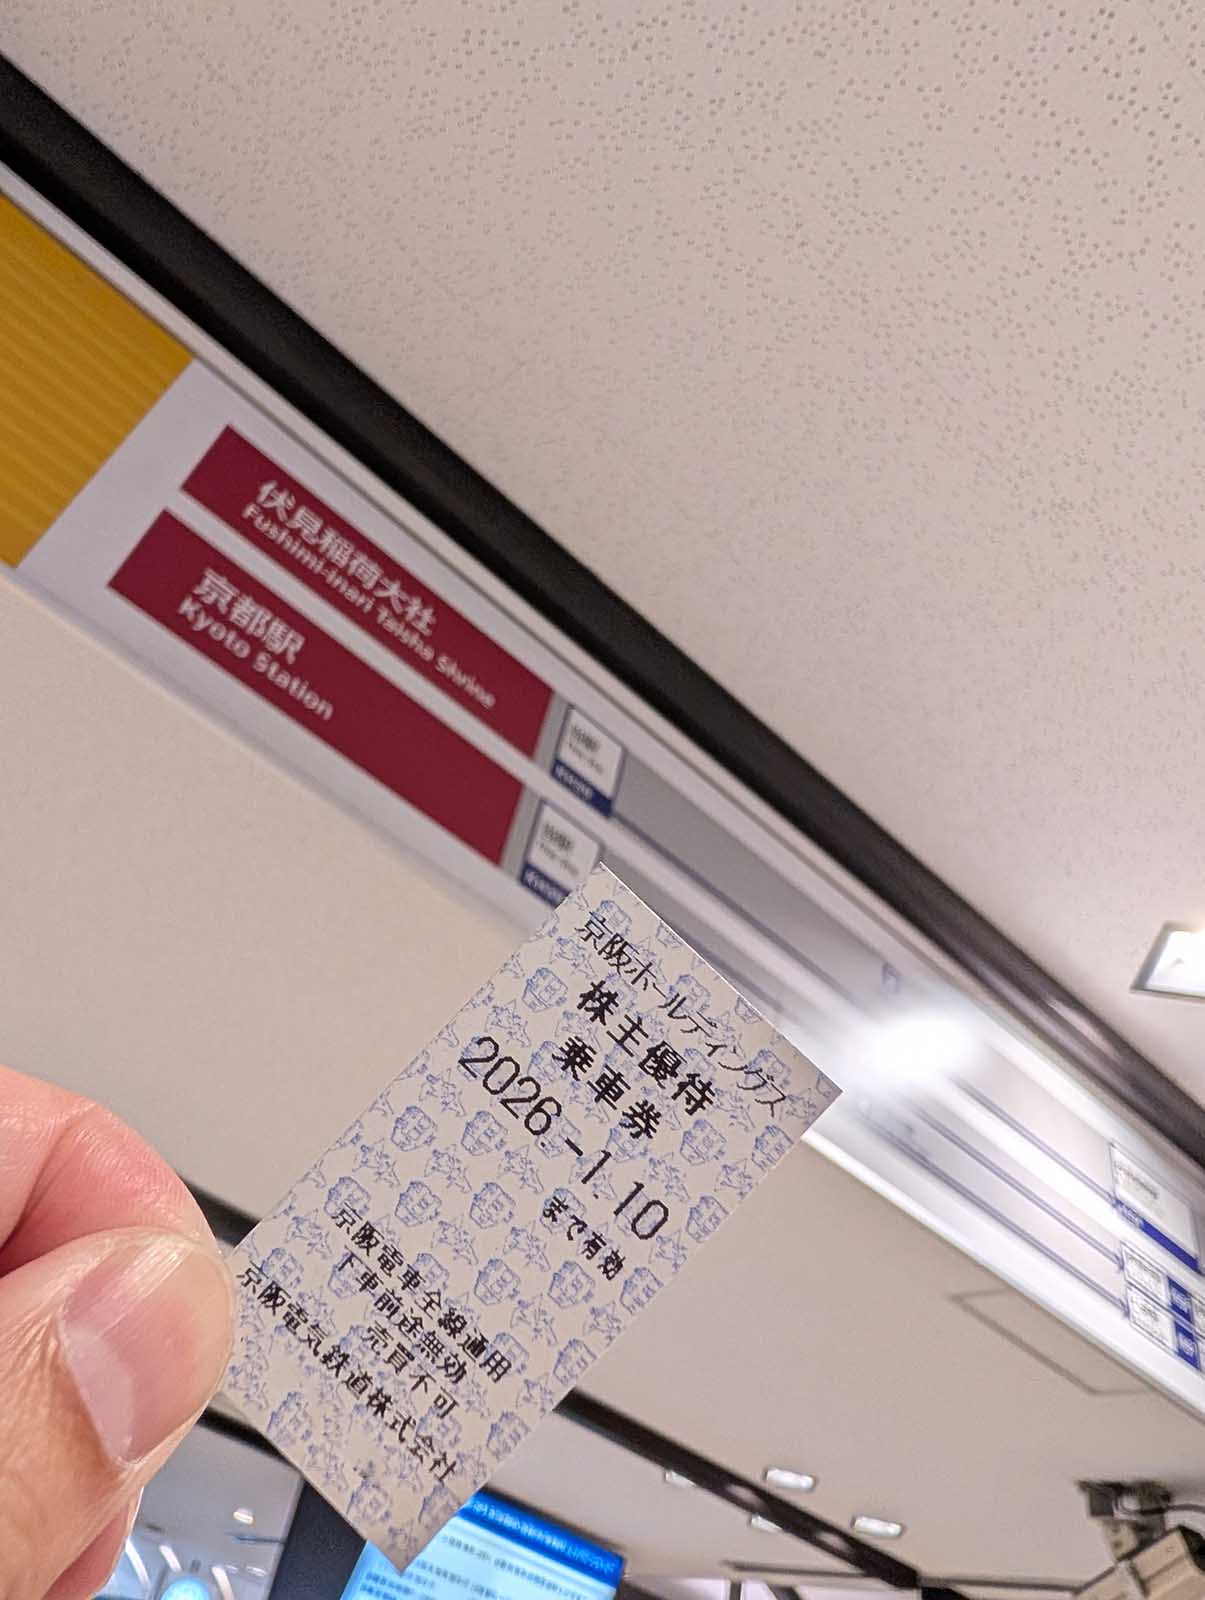 伏見稲荷大社
Fushimi-inari Taisha Shrine
京都駅
Kyoto Station
京阪ホールディングス
株主優待
乗車券
2026.-1.10
まで有効
京阪電車全線通用
下車前途無効
売買不可
京阪電気鉄道株式会社